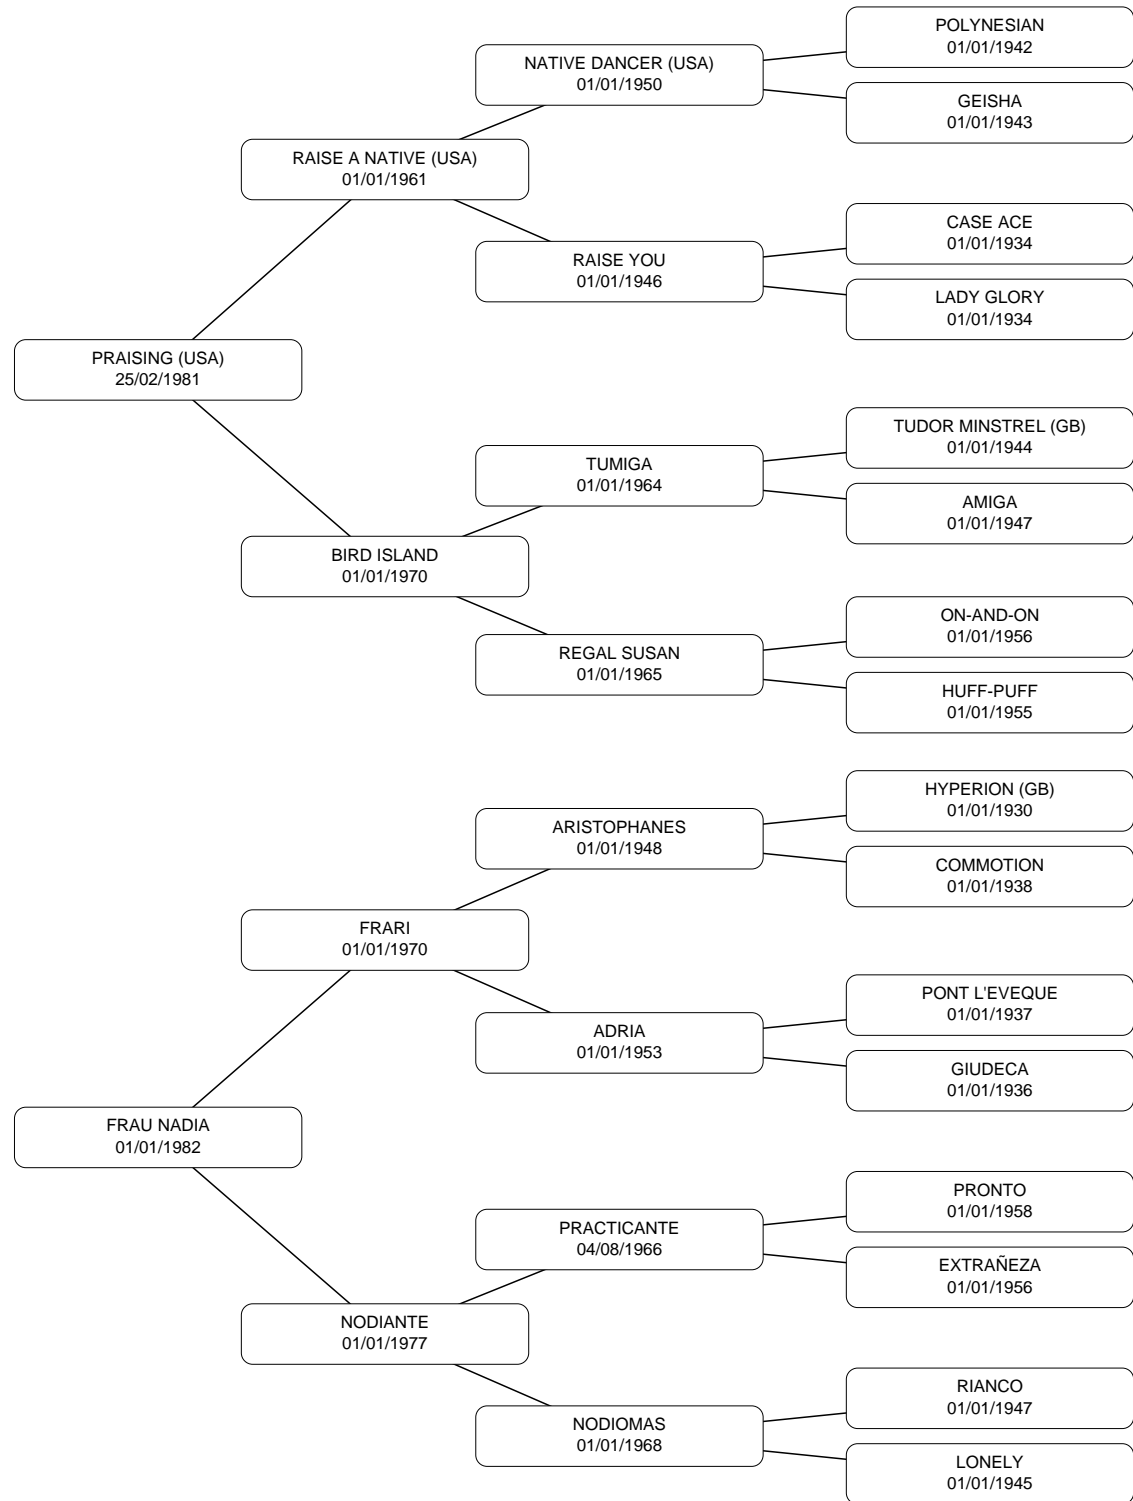 POLYNESIAN
01/01/1942
NATIVE DANCER (USA)
01/01/1950
GEISHA
01/01/1943
RAISE A NATIVE (USA)
01/01/1961
CASE ACE
01/01/1934
RAISE YOU
01/01/1946
LADY GLORY
01/01/1934
PRAISING (USA)
25/02/1981
TUDOR MINSTREL (GB)
01/01/1944
TUMIGA
01/01/1964
AMIGA
01/01/1947
BIRD ISLAND
01/01/1970
ON-AND-ON
01/01/1956
REGAL SUSAN
01/01/1965
HUFF-PUFF
01/01/1955
HYPERION (GB)
01/01/1930
ARISTOPHANES
01/01/1948
COMMOTION
01/01/1938
FRARI
01/01/1970
PONT L'EVEQUE
01/01/1937
ADRIA
01/01/1953
GIUDECA
01/01/1936
FRAU NADIA
01/01/1982
PRONTO
01/01/1958
PRACTICANTE
04/08/1966
EXTRAÑEZA
01/01/1956
NODIANTE
01/01/1977
RIANCO
01/01/1947
NODIOMAS
01/01/1968
LONELY
01/01/1945